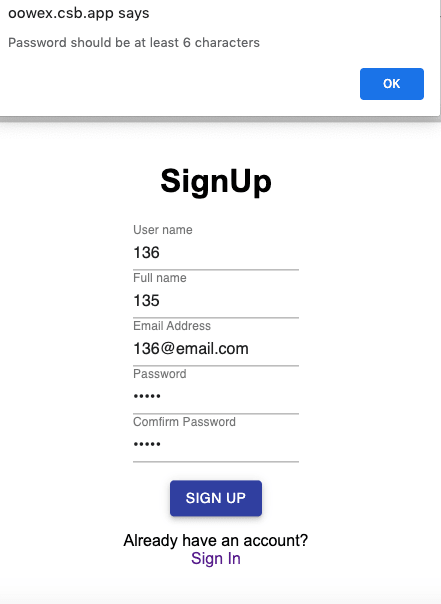 oowex.csb.app says
Password should be at least 6 characters
OK
SignUp
User name
136
Full name
135
Email Address
136@email.com
Password
•••••
Comfirm Password
•••••
SIGN UP
Already have an account?
Sign In